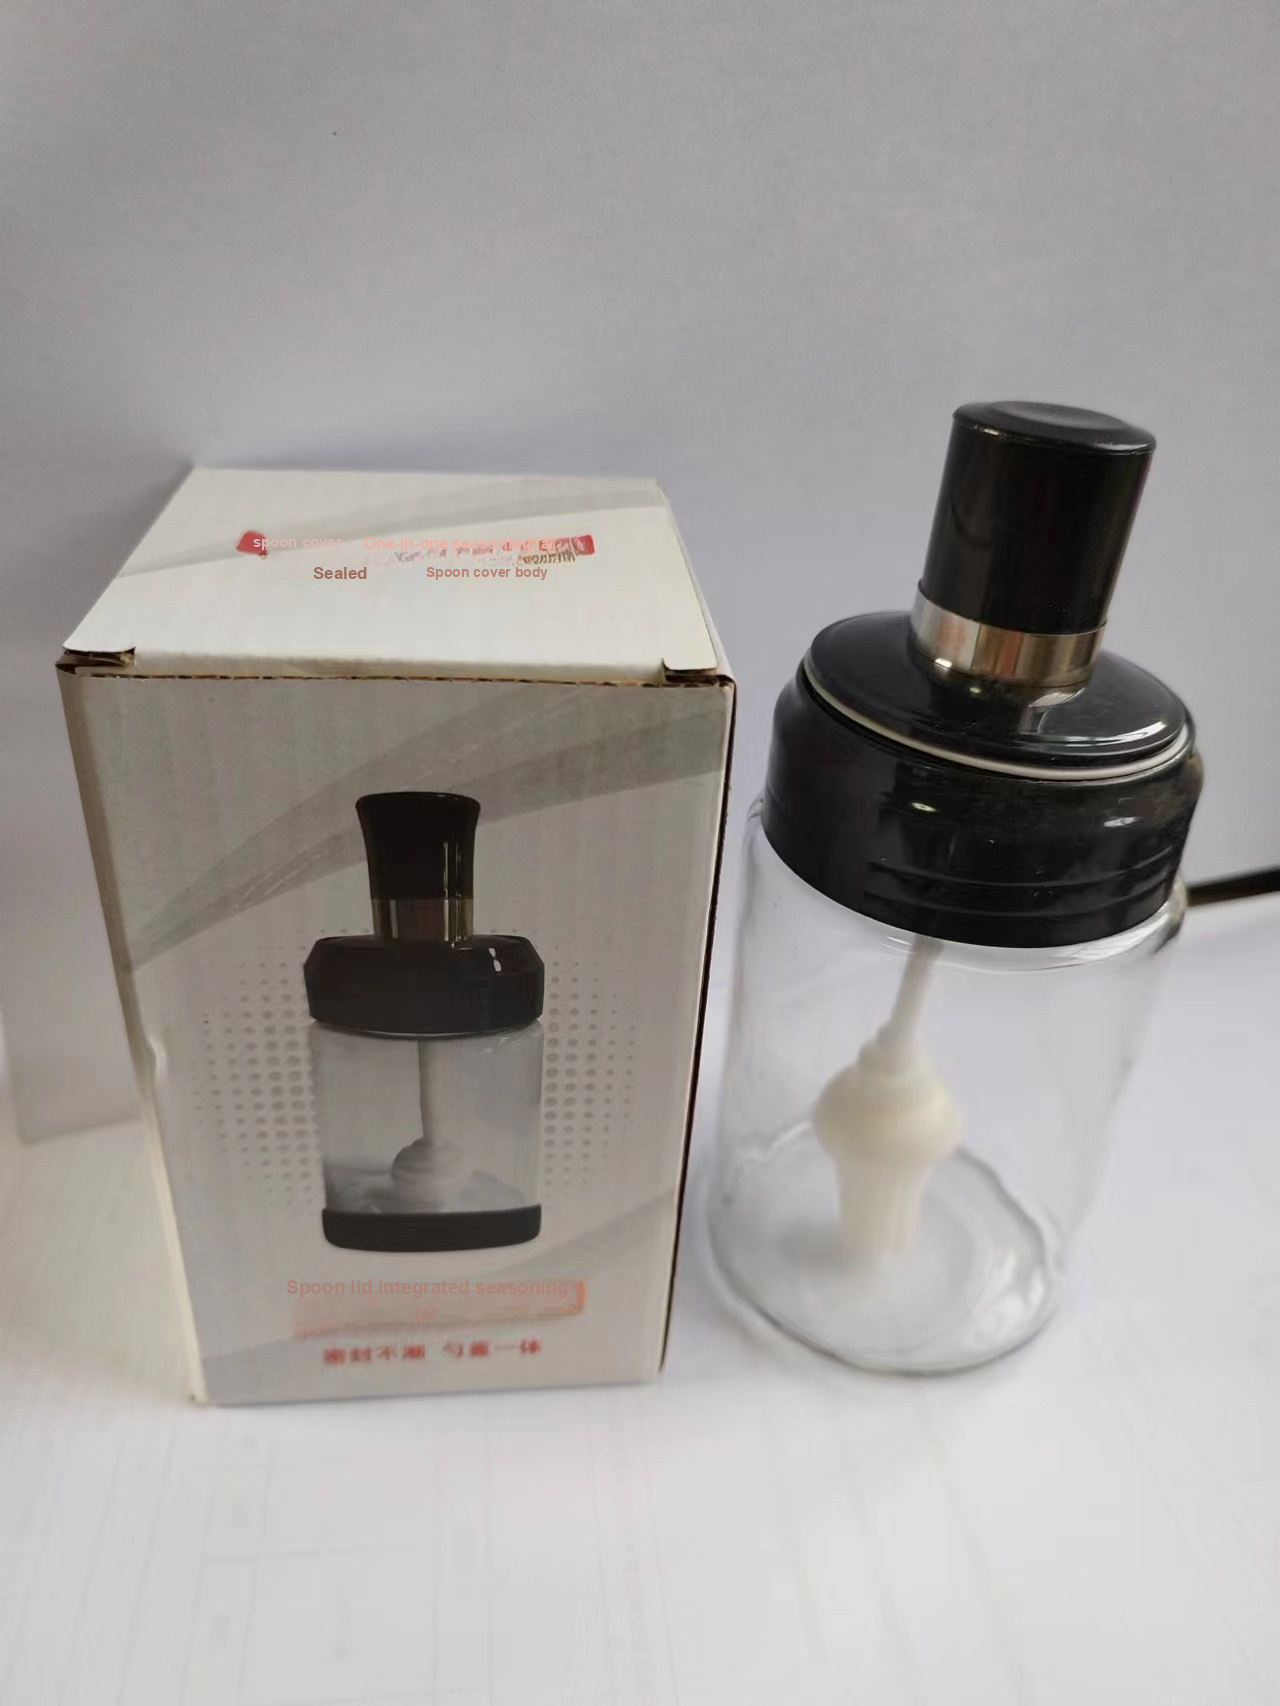 spoon cover One-in-one seasoning jar
Sealed Spoon cover body
Spoon lid integrated seasoning
jar
密封不潮 勺盖一体